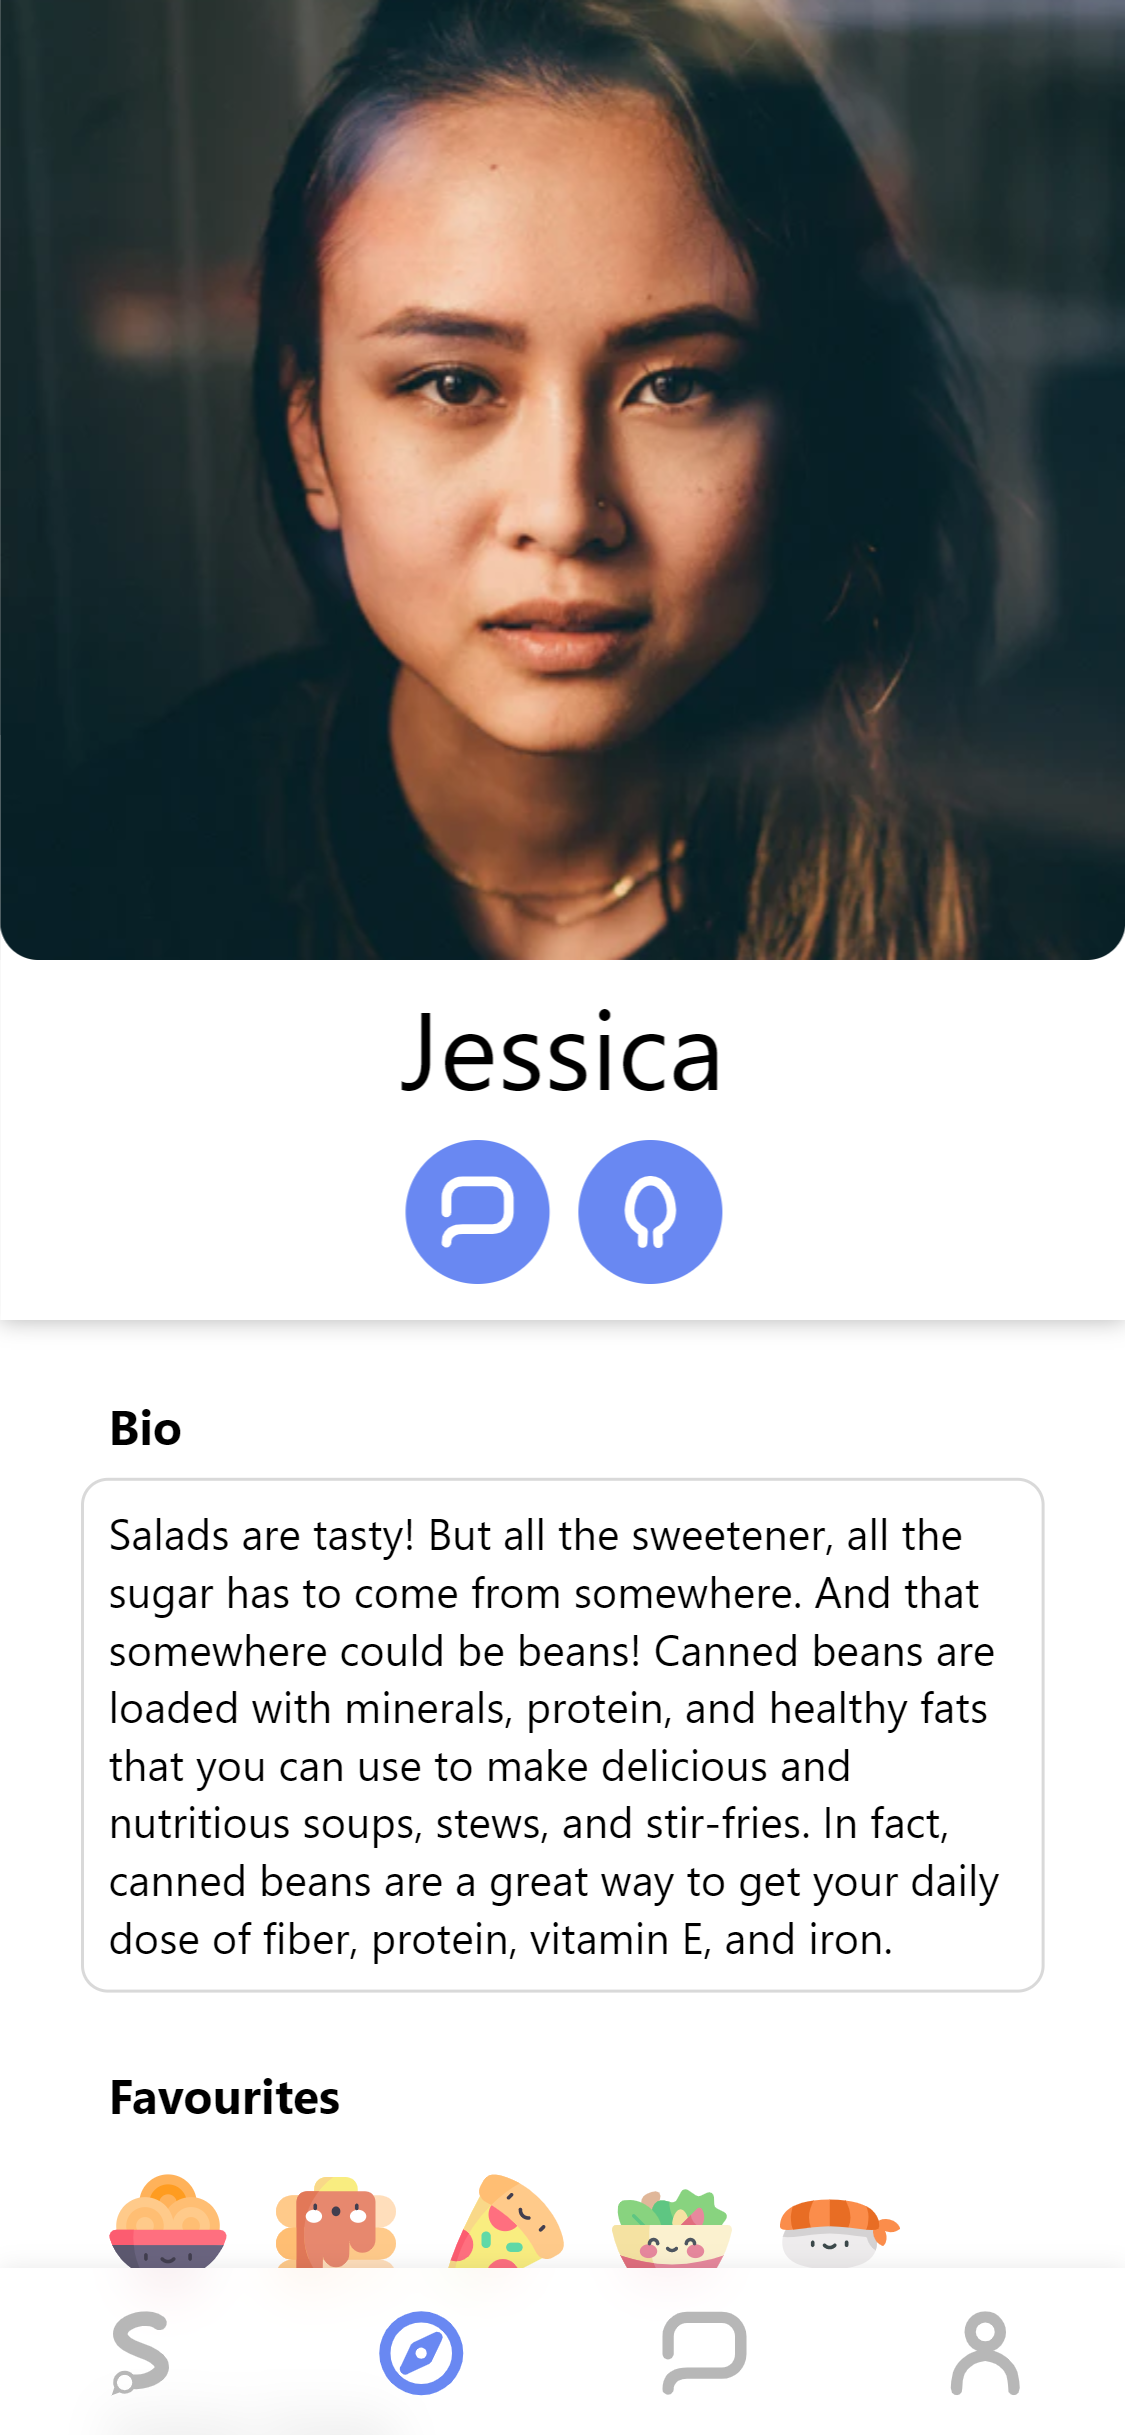 Jessica
Bio
Salads are tasty! But all the sweetener, all the
sugar has to come from somewhere. And that
somewhere could be beans! Canned beans are
loaded with minerals, protein, and healthy fats
that you can use to make delicious and
nutritious soups, stews, and stir-fries. In fact,
canned beans are a great way to get your daily
dose of fiber, protein, vitamin E, and iron.
Favourites